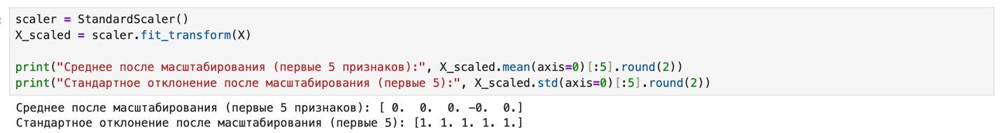 scaler = StandardScaler()
X_scaled = scaler.fit_transform(X)
print("Среднее после масштабирования (первые 5 признаков):", X_scaled.mean(axis=0)[:5].round(2))
print("Стандартное отклонение после масштабирования (первые 5):", X_scaled.std(axis=0)[:5].round(2))
Среднее после масштабирования (первые 5 признаков): [ 0.  0.  0. -0.  0.]
Стандартное отклонение после масштабирования (первые 5): [1. 1. 1. 1. 1.]